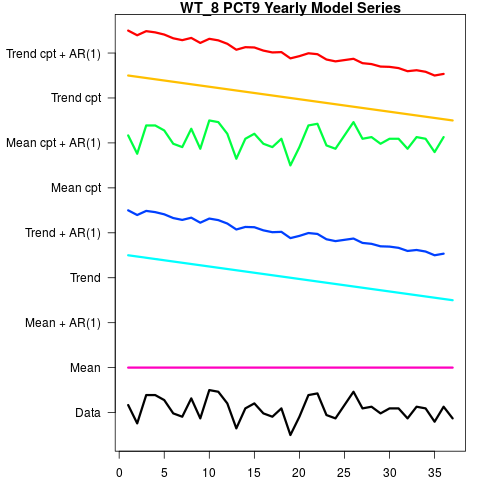 WT_8 PCT9 Yearly Model Series
Trend cpt + AR(1)
Trend cpt
Mean cpt + AR(1)
Mean cpt
Trend + AR(1)
Trend
Mean + AR(1)
Mean
Data
0 5 10 15 20 25 30 35